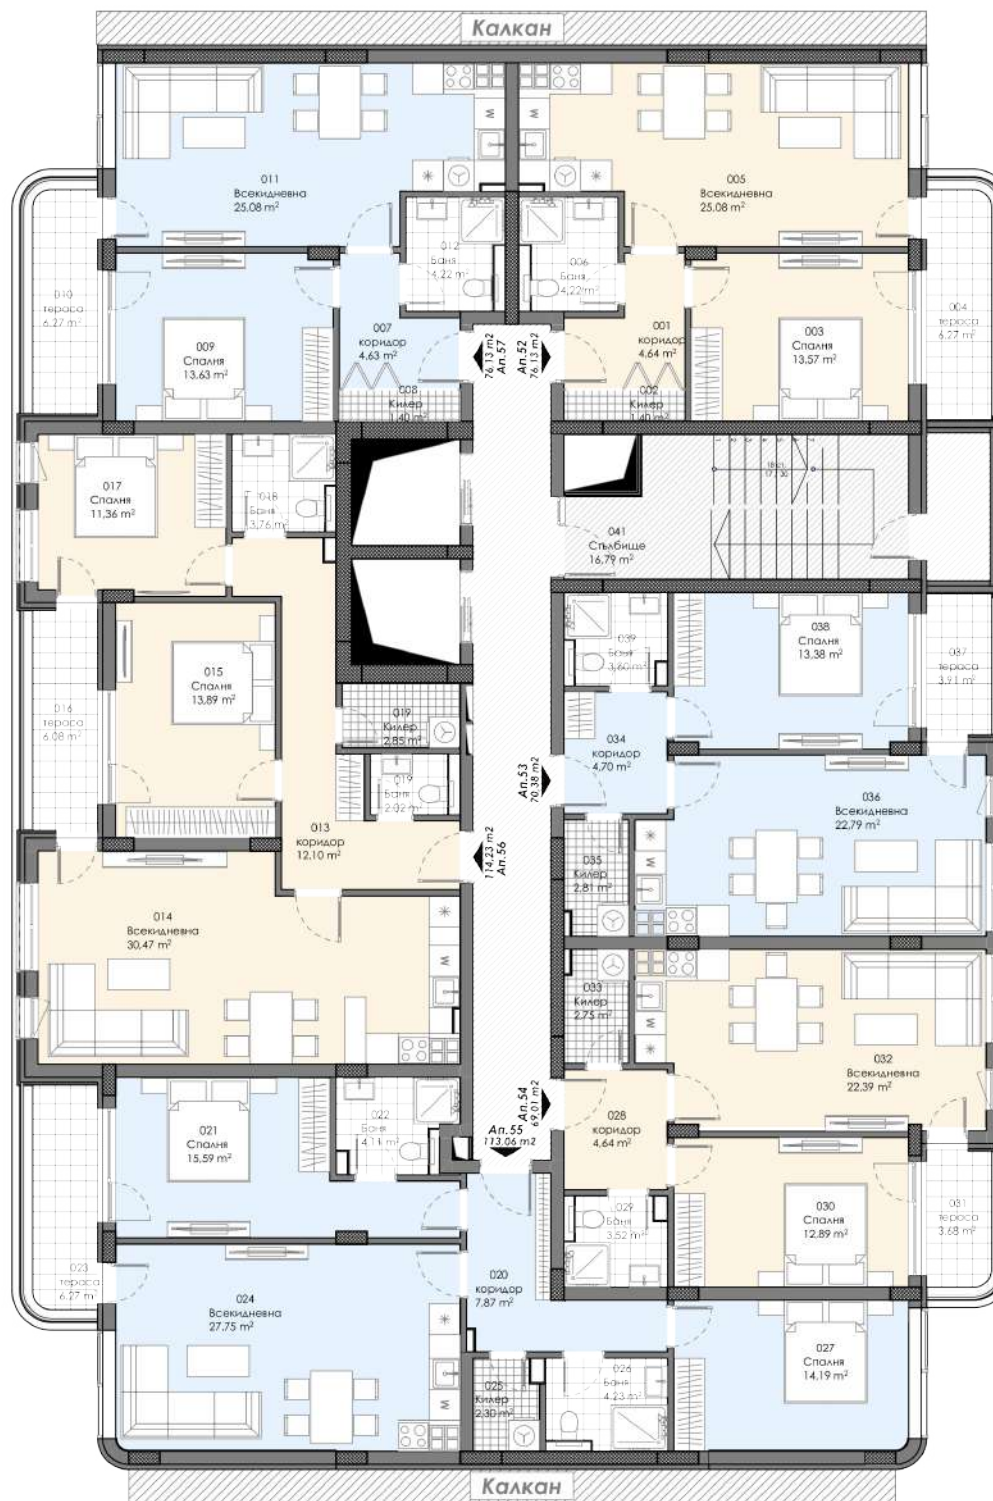 Калкан
011
Всекидневна
25,08 m²
005
Всекидневна
25,08 m²
012
Баня
4,22 m²
006
Баня
4,22 m²
010
тераса
6,27 m²
009
Спалня
13,63 m²
007
коридор
4,63 m²
008
Килер
1,40 m²
Ап.57
76,13 m2
Ап.52
76,13 m2
001
коридор
4,64 m²
002
Килер
1,40 m²
003
Спалня
13,57 m²
004
тераса
6,27 m²
017
Спалня
11,36 m²
018
Баня
3,76 m²
041
Стълбище
16,79 m²
015
Спалня
13,89 m²
016
тераса
6,08 m²
019
Килер
2,85 m²
019
Баня
2,02 m²
013
коридор
12,10 m²
039
Баня
3,60 m²
038
Спалня
13,38 m²
037
тераса
3,91 m²
034
коридор
4,70 m²
Ап.53
70,38 m2
036
Всекидневна
22,79 m²
035
Килер
2,81 m²
114,23 m2
Ап.56
014
Всекидневна
30,47 m²
W
033
Килер
2,75 m²
W
032
Всекидневна
22,39 m²
Ап.54
69,01 m2
028
коридор
4,64 m²
Ап.55
113,06 m2
021
Спалня
15,59 m²
022
Баня
4,11 m²
029
Баня
3,52 m²
030
Спалня
12,89 m²
031
тераса
3,68 m²
023
тераса
6,27 m²
024
Всекидневна
27,75 m²
W
020
коридор
7,87 m²
025
Килер
2,30 m²
026
Баня
4,23 m²
027
Спалня
14,19 m²
Калкан